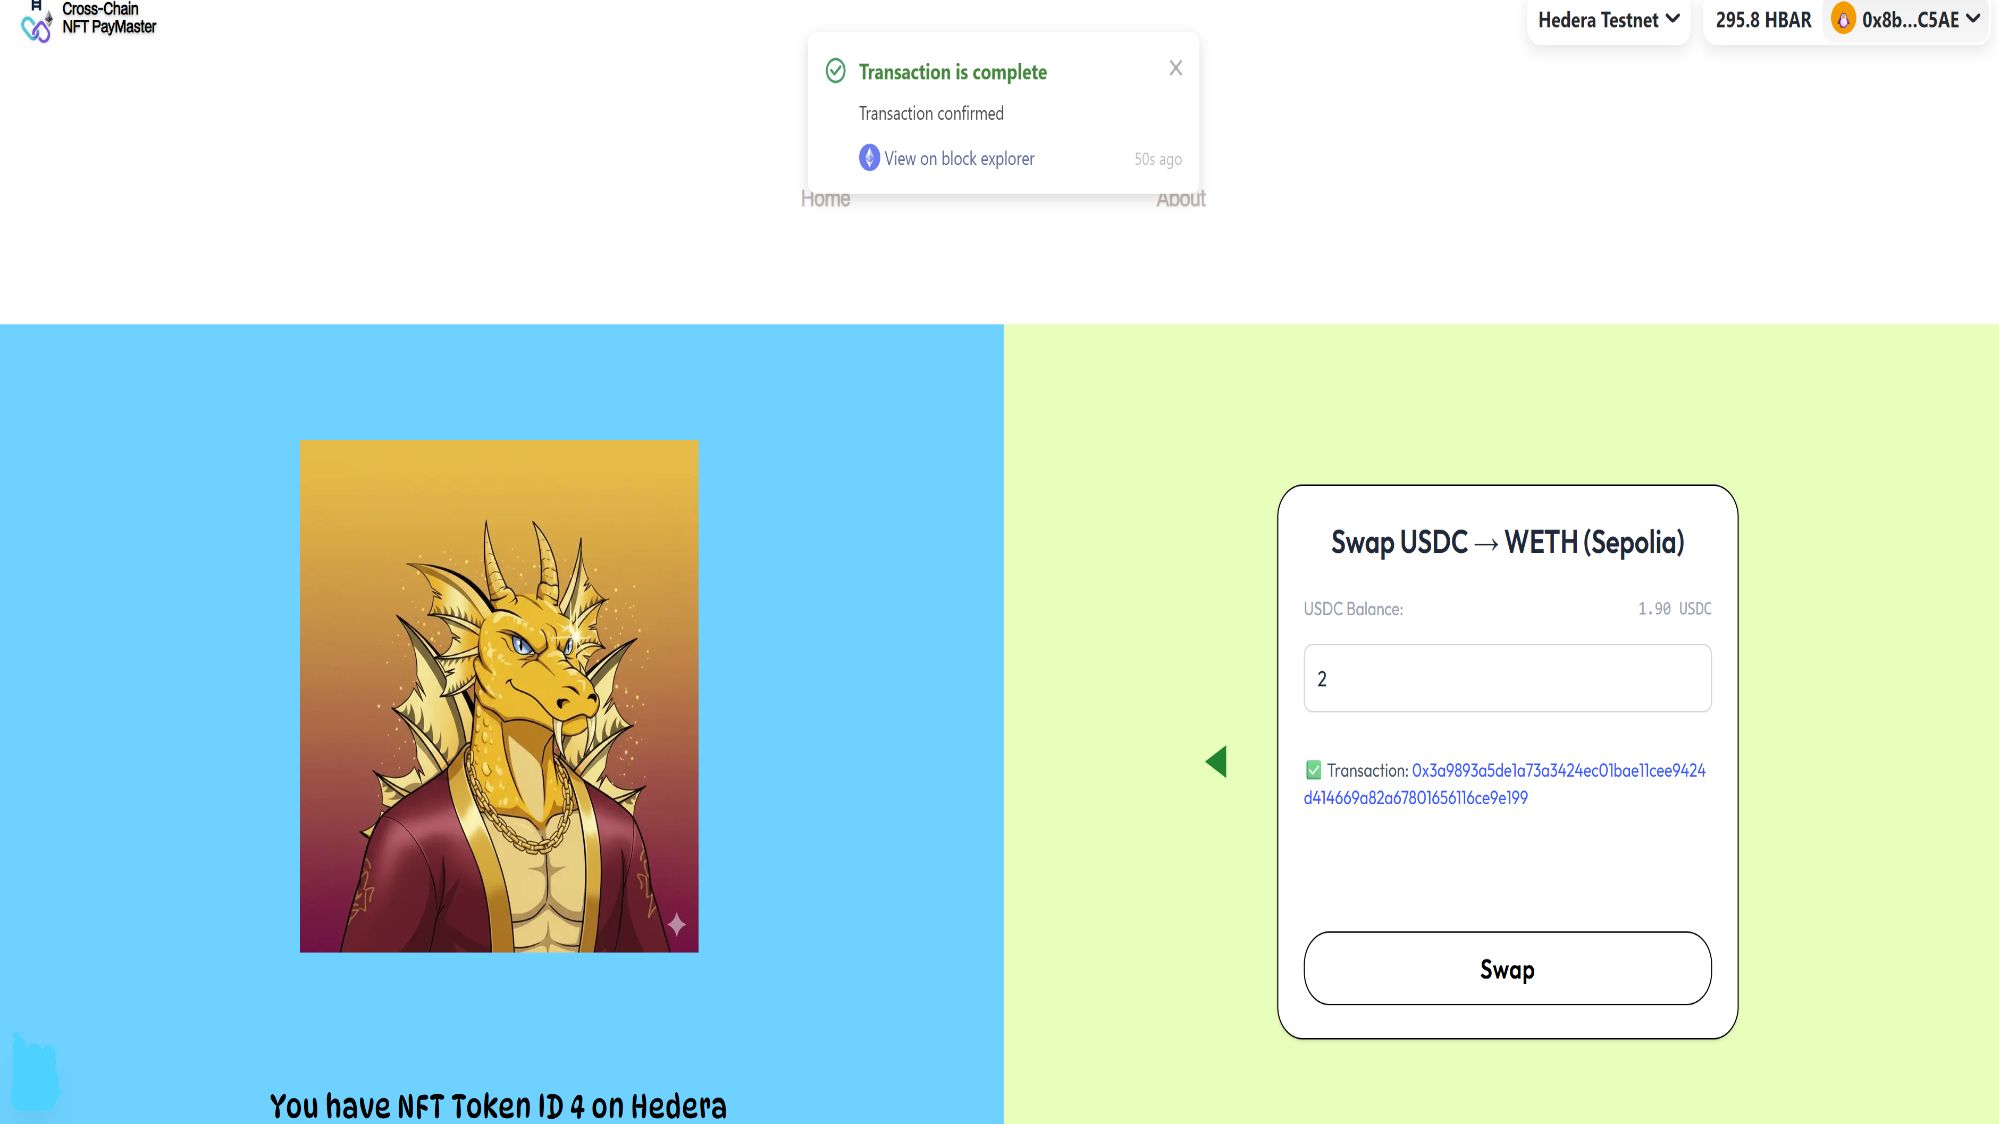 Cross-Chain
NFT PayMaster
Hedera Testnet
295.8 HBAR
0x8b...C5AE
Transaction is complete
Transaction confirmed
View on block explorer
50s ago
Home
About
Swap USDC → WETH (Sepolia)
USDC Balance:
1.90 USDC
2
✅ Transaction: 0x3a9893a5de1a73a3424ec01bae11cee9424
d414669a82a67801656116ce9e199
Swap
You have NFT Token ID 4 on Hedera